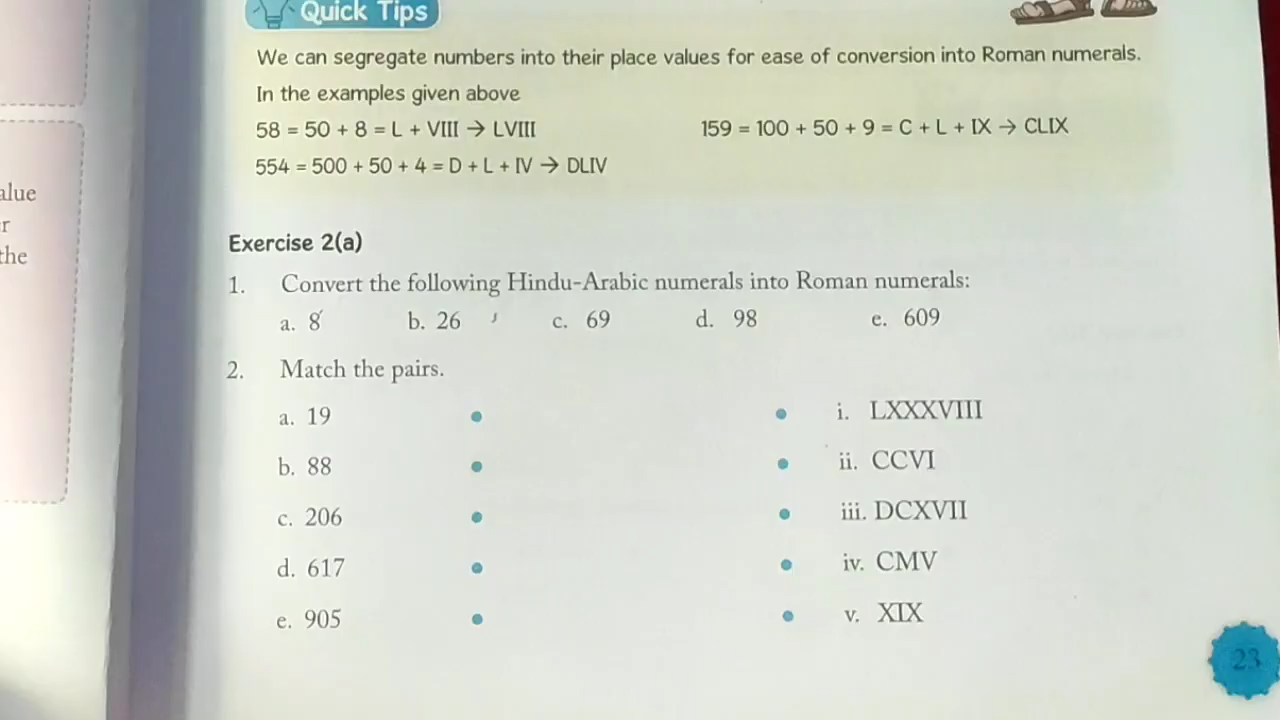 Quick Tips
We can segregate numbers into their place values for ease of conversion into Roman numerals.
In the examples given above
58 = 50 + 8 = L + VIII → LVIII 159 = 100 + 50 + 9 = C + L + IX → CLIX
554 = 500 + 50 + 4 = D + L + IV → DLIV
the
Exercise 2(a)
1. Convert the following Hindu-Arabic numerals into Roman numerals:
a. 8 b. 26 c. 69 d. 98 e. 609
2. Match the pairs.
a. 19 i. LXXXVIII
b. 88 ii. CCVI
c. 206 iii. DCXVII
d. 617 iv. CMV
e. 905 v. XIX
23